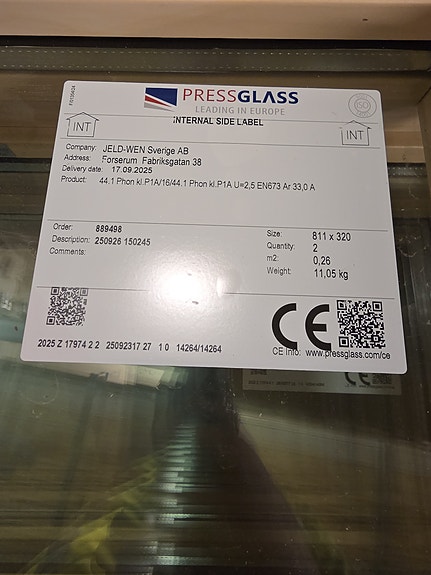 PRESSGLASS
LEADING IN EUROPE
INTERNAL SIDE LABEL
INT
INT
ISO
Company: JELD-WEN Sverige AB
Address: Forserum Fabriksgatan 38
Delivery date: 17.09.2025
Product: 44.1 Phon kl.P1A/16/44.1 Phon kl.P1A U=2,5 EN673 Ar 33,0 A
Order: 889498
Description: 250926 150245
Comments:
Size: 811 x 320
Quantity: 2
m2: 0,26
Weight: 11,05 kg
CE
2025 Z 17974 2 2 25092317 27 1 0 14264/14264
CE info: www.pressglass.com/ce